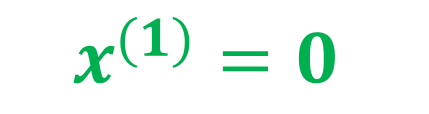 x⁽¹⁾ = 0